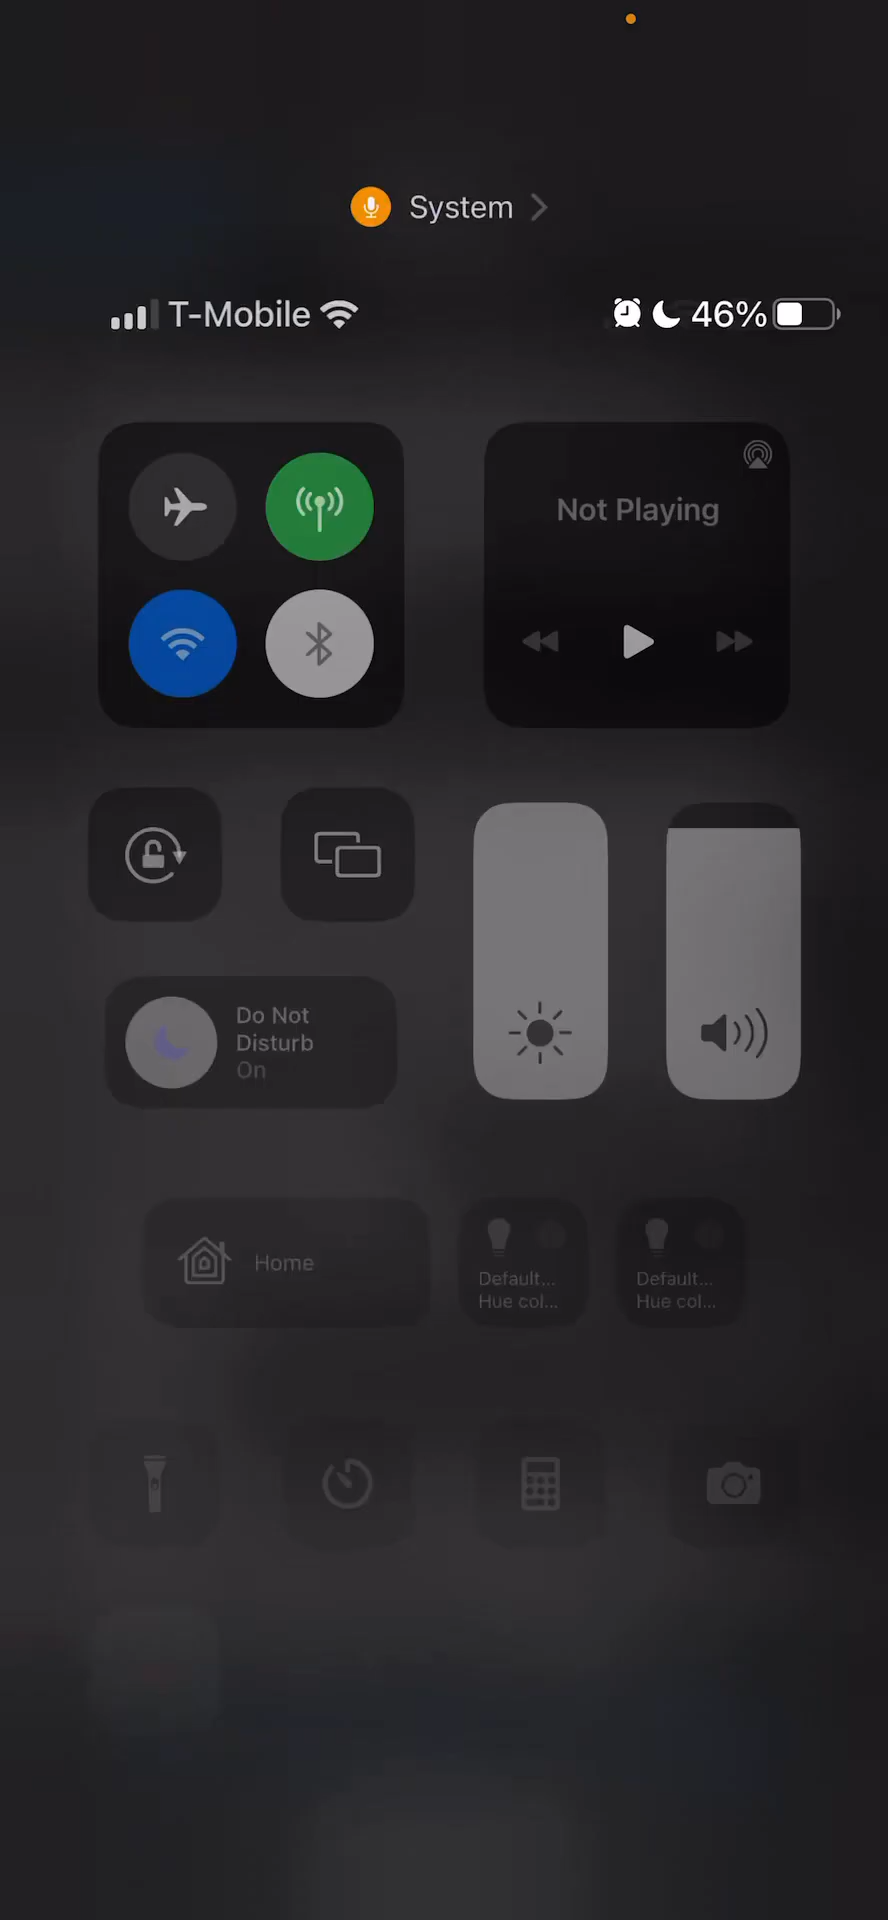 System
T-Mobile 46%
Not Playing
Do Not
Disturb
On
Home
Default...
Hue col...
Default...
Hue col...